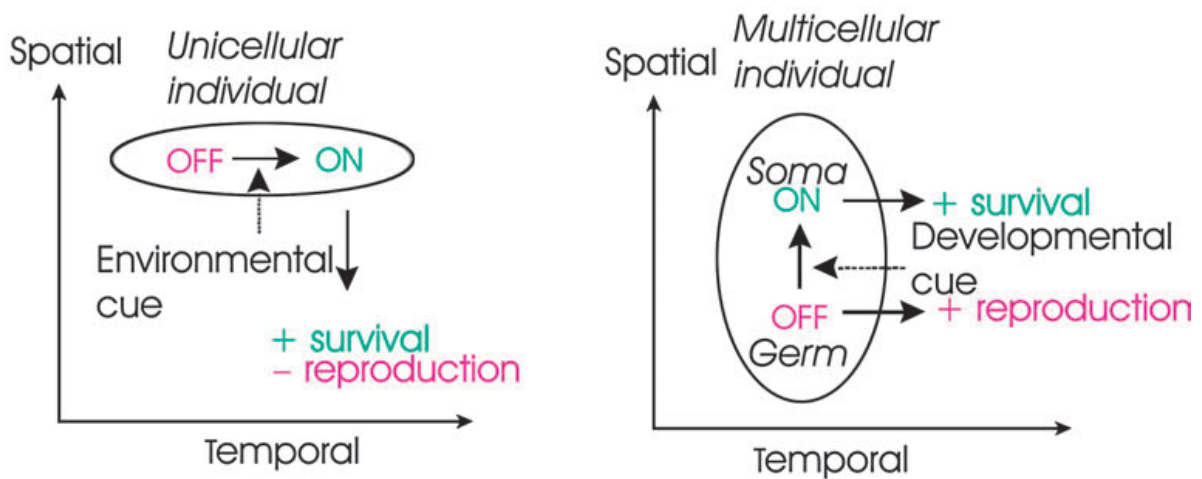 Spatial
Unicellular
individual
OFF
ON
Environmental
cue
+ survival
– reproduction
Temporal
Spatial
Multicellular
individual
Soma
ON
+ survival
Developmental
cue
OFF
+ reproduction
Germ
Temporal